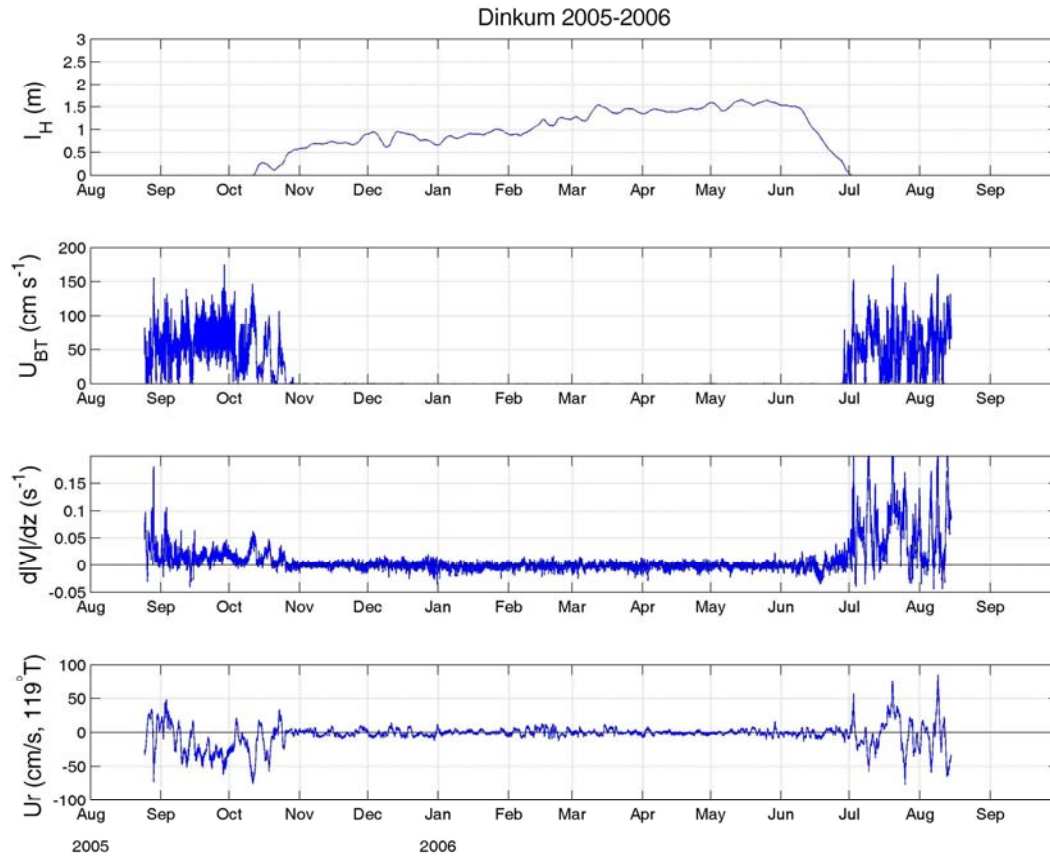 Dinkum 2005-2006
I_H (m)
3
2.5
2
1.5
1
0.5
0
Aug Sep Oct Nov Dec Jan Feb Mar Apr May Jun Jul Aug Sep
U_BT (cm s⁻¹)
200
150
100
50
0
Aug Sep Oct Nov Dec Jan Feb Mar Apr May Jun Jul Aug Sep
d|V|/dz (s⁻¹)
0.15
0.1
0.05
0
-0.05
Aug Sep Oct Nov Dec Jan Feb Mar Apr May Jun Jul Aug Sep
Ur (cm/s, 119°T)
100
50
0
-50
-100
Aug Sep Oct Nov Dec Jan Feb Mar Apr May Jun Jul Aug Sep
2005 2006